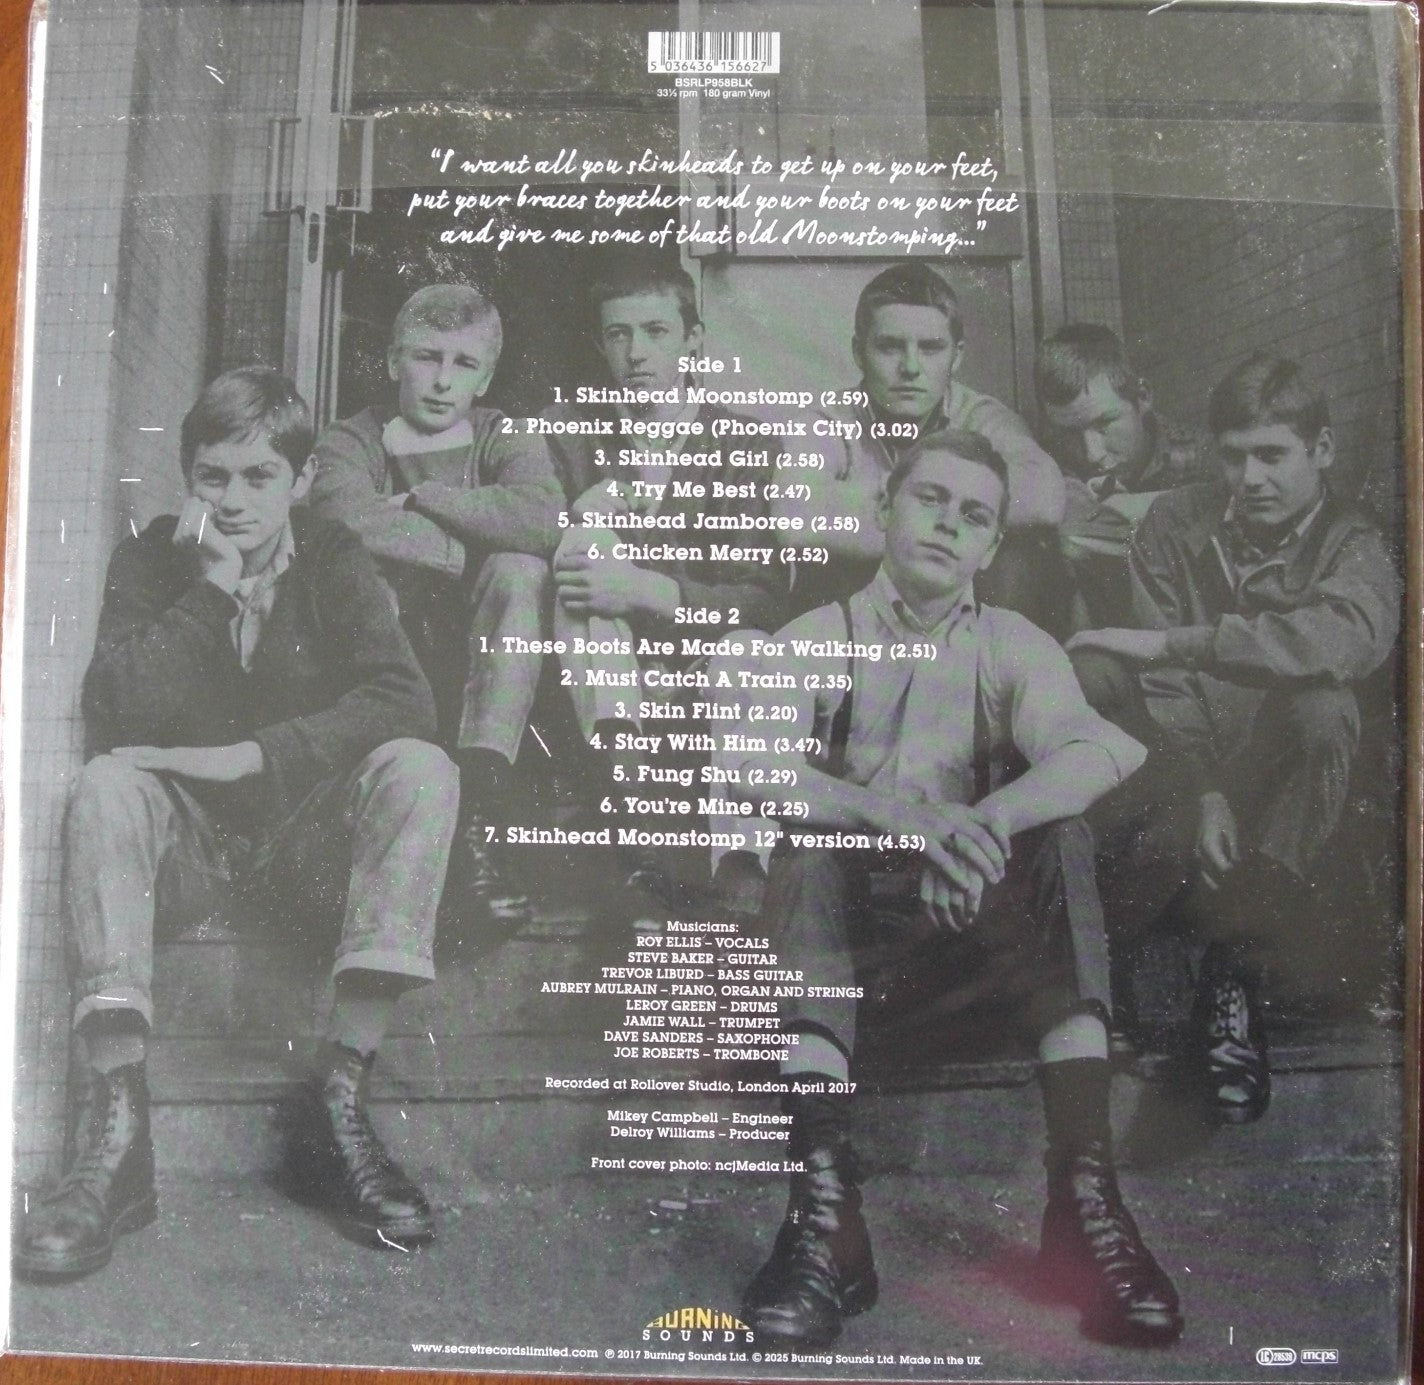 5 036436 156627
BSRLP958BLK
33⅓ rpm 180 gram Vinyl
“I want all you skinheads to get up on your feet,
put your braces together and your boots on your feet
and give me some of that old Moonstomping...”
Side 1
1. Skinhead Moonstomp (2.59)
2. Phoenix Reggae (Phoenix City) (3.02)
3. Skinhead Girl (2.58)
4. Try Me Best (2.47)
5. Skinhead Jamboree (2.58)
6. Chicken Merry (2.52)
Side 2
1. These Boots Are Made For Walking (2.51)
2. Must Catch A Train (2.35)
3. Skin Flint (2.20)
4. Stay With Him (3.47)
5. Fung Shu (2.29)
6. You're Mine (2.25)
7. Skinhead Moonstomp 12" version (4.53)
Musicians:
ROY ELLIS – VOCALS
STEVE BAKER – GUITAR
TREVOR LIBURD – BASS GUITAR
AUBREY MULRAIN – PIANO, ORGAN AND STRINGS
LEROY GREEN – DRUMS
JAMIE WALL – TRUMPET
DAVE SANDERS – SAXOPHONE
JOE ROBERTS – TROMBONE
Recorded at Rollover Studio, London April 2017
Mikey Campbell – Engineer
Delroy Williams – Producer
Front cover photo: ncjMedia Ltd.
BURNING
SOUNDS
www.secretrecordslimited.com ℗ 2017 Burning Sounds Ltd. © 2025 Burning Sounds Ltd. Made in the UK.
LC 28539 mcps